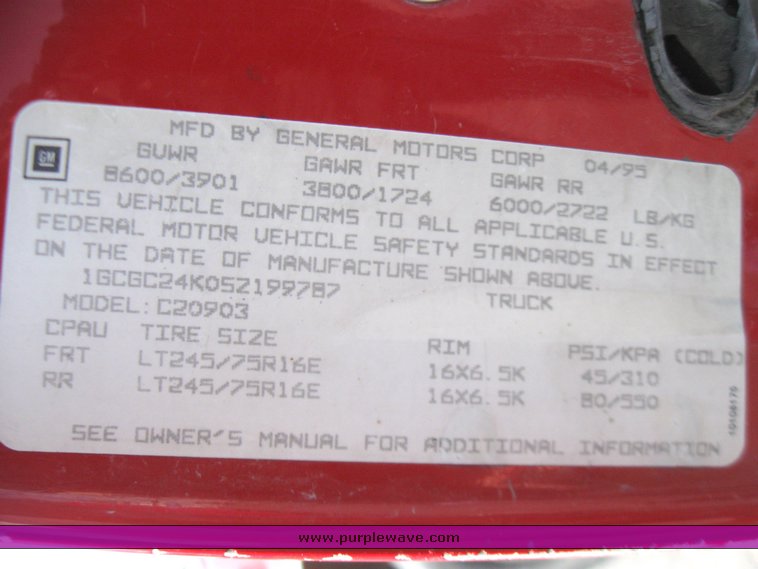 MFD BY GENERAL MOTORS CORP 04/95
GM
GVWR GAWR FRT GAWR RR
8600/3901 3800/1724 6000/2722 LB/KG
THIS VEHICLE CONFORMS TO ALL APPLICABLE U.S.
FEDERAL MOTOR VEHICLE SAFETY STANDARDS IN EFFECT
ON THE DATE OF MANUFACTURE SHOWN ABOVE.
1GCGC24K0SZ199787 TRUCK
MODEL: C20903
CPAU TIRE SIZE RIM PSI/KPA (COLD)
FRT LT245/75R16E 16X6.5K 45/310
RR LT245/75R16E 16X6.5K 80/550
SEE OWNER'S MANUAL FOR ADDITIONAL INFORMATION
www.purplewave.com